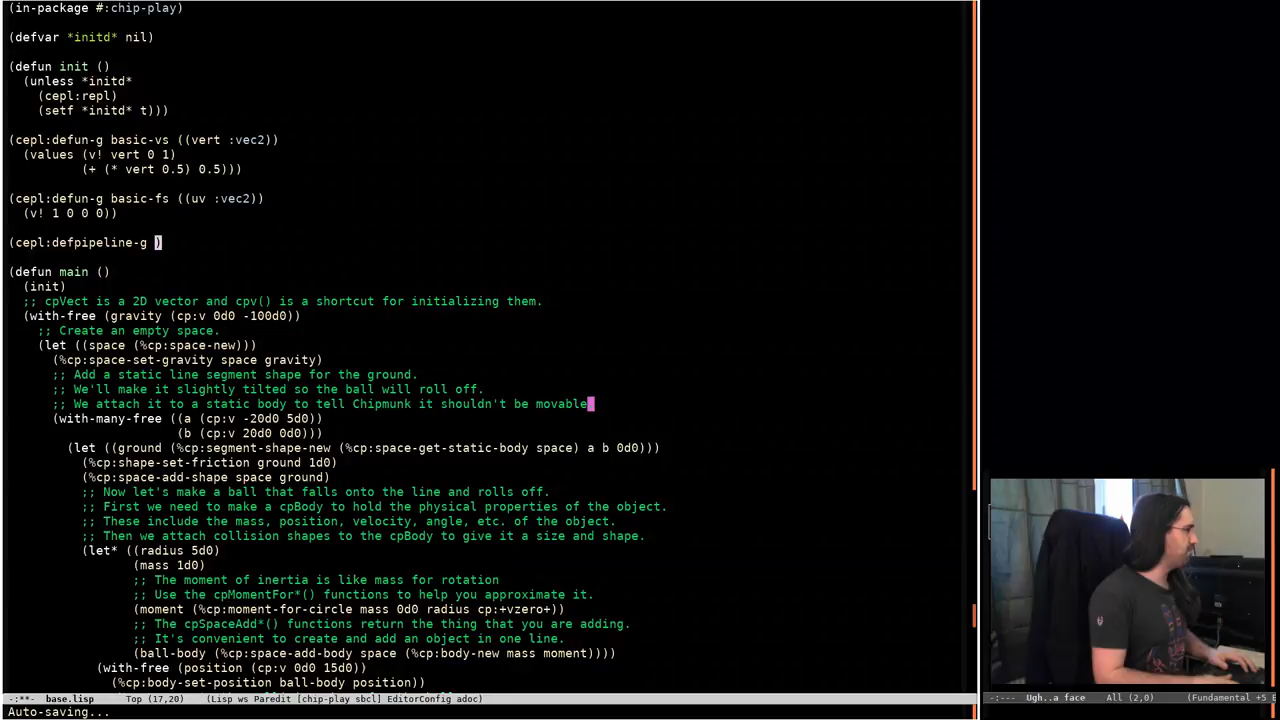 (in-package #:chip-play)
(defvar *initd* nil)
(defun init ()
(unless *initd*
(cepl:repl)
(setf *initd* t)))
(cepl:defun-g basic-vs ((vert :vec2))
(values (v! vert 0 1)
(+ (* vert 0.5) 0.5)))
(cepl:defun-g basic-fs ((uv :vec2))
(v! 1 0 0 0))
(cepl:defpipeline-g )
(defun main ()
(init)
;; cpVect is a 2D vector and cpv() is a shortcut for initializing them.
(with-free (gravity (cp:v 0d0 -100d0))
;; Create an empty space.
(let ((space (%cp:space-new)))
(%cp:space-set-gravity space gravity)
;; Add a static line segment shape for the ground.
;; We'll make it slightly tilted so the ball will roll off.
;; We attach it to a static body to tell Chipmunk it shouldn't be movable
(with-many-free ((a (cp:v -20d0 5d0))
(b (cp:v 20d0 0d0)))
(let ((ground (%cp:segment-shape-new (%cp:space-get-static-body space) a b 0d0)))
(%cp:shape-set-friction ground 1d0)
(%cp:space-add-shape space ground)
;; Now let's make a ball that falls onto the line and rolls off.
;; First we need to make a cpBody to hold the physical properties of the object.
;; These include the mass, position, velocity, angle, etc. of the object.
;; Then we attach collision shapes to the cpBody to give it a size and shape.
(let* ((radius 5d0)
(mass 1d0)
;; The moment of inertia is like mass for rotation
;; Use the cpMomentFor*() functions to help you approximate it.
(moment (%cp:moment-for-circle mass 0d0 radius cp:+vzero+))
;; The cpSpaceAdd*() functions return the thing that you are adding.
;; It's convenient to create and add an object in one line.
(ball-body (%cp:space-add-body space (%cp:body-new mass moment))))
(with-free (position (cp:v 0d0 15d0))
(%cp:body-set-position ball-body position))
-:**- base.lisp Top (17,20) (Lisp ws Paredit [chip-play sbcl] EditorConfig adoc)
-:--- Ugh..a face All (2,0) (Fundamental +5 E
Auto-saving...